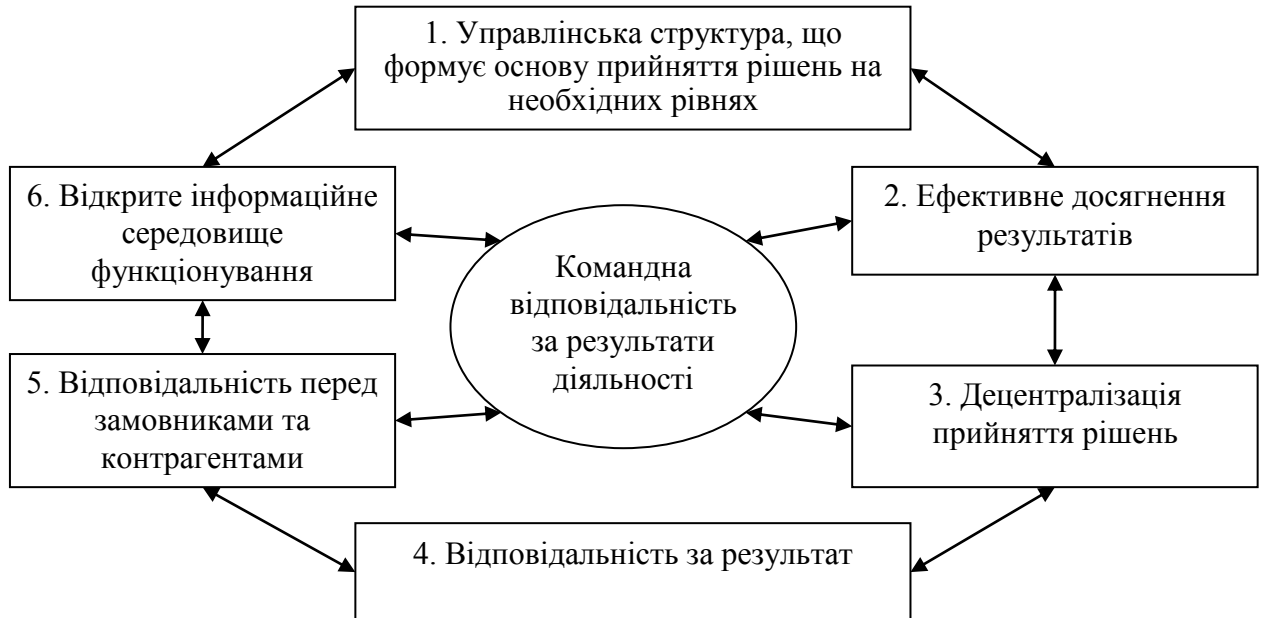 1. Управлінська структура, що
формує основу прийняття рішень на
необхідних рівнях
6. Відкрите інформаційне
середовище
функціонування
2. Ефективне досягнення
результатів
Командна
відповідальність
за результати
діяльності
5. Відповідальність перед
замовниками та
контрагентами
3. Децентралізація
прийняття рішень
4. Відповідальність за результат